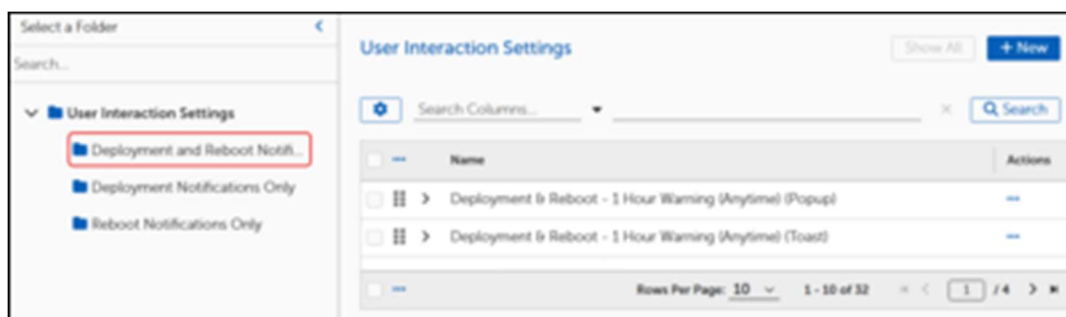 Select a Folder
Search...
User Interaction Settings
Deployment and Reboot Notifi...
Deployment Notifications Only
Reboot Notifications Only
User Interaction Settings
Show All
+ New
Search Columns...
Search
Name
Actions
Deployment & Reboot - 1 Hour Warning (Anytime) (Popup)
Deployment & Reboot - 1 Hour Warning (Anytime) (Toast)
Rows Per Page: 10 1 - 10 of 32 1 / 4